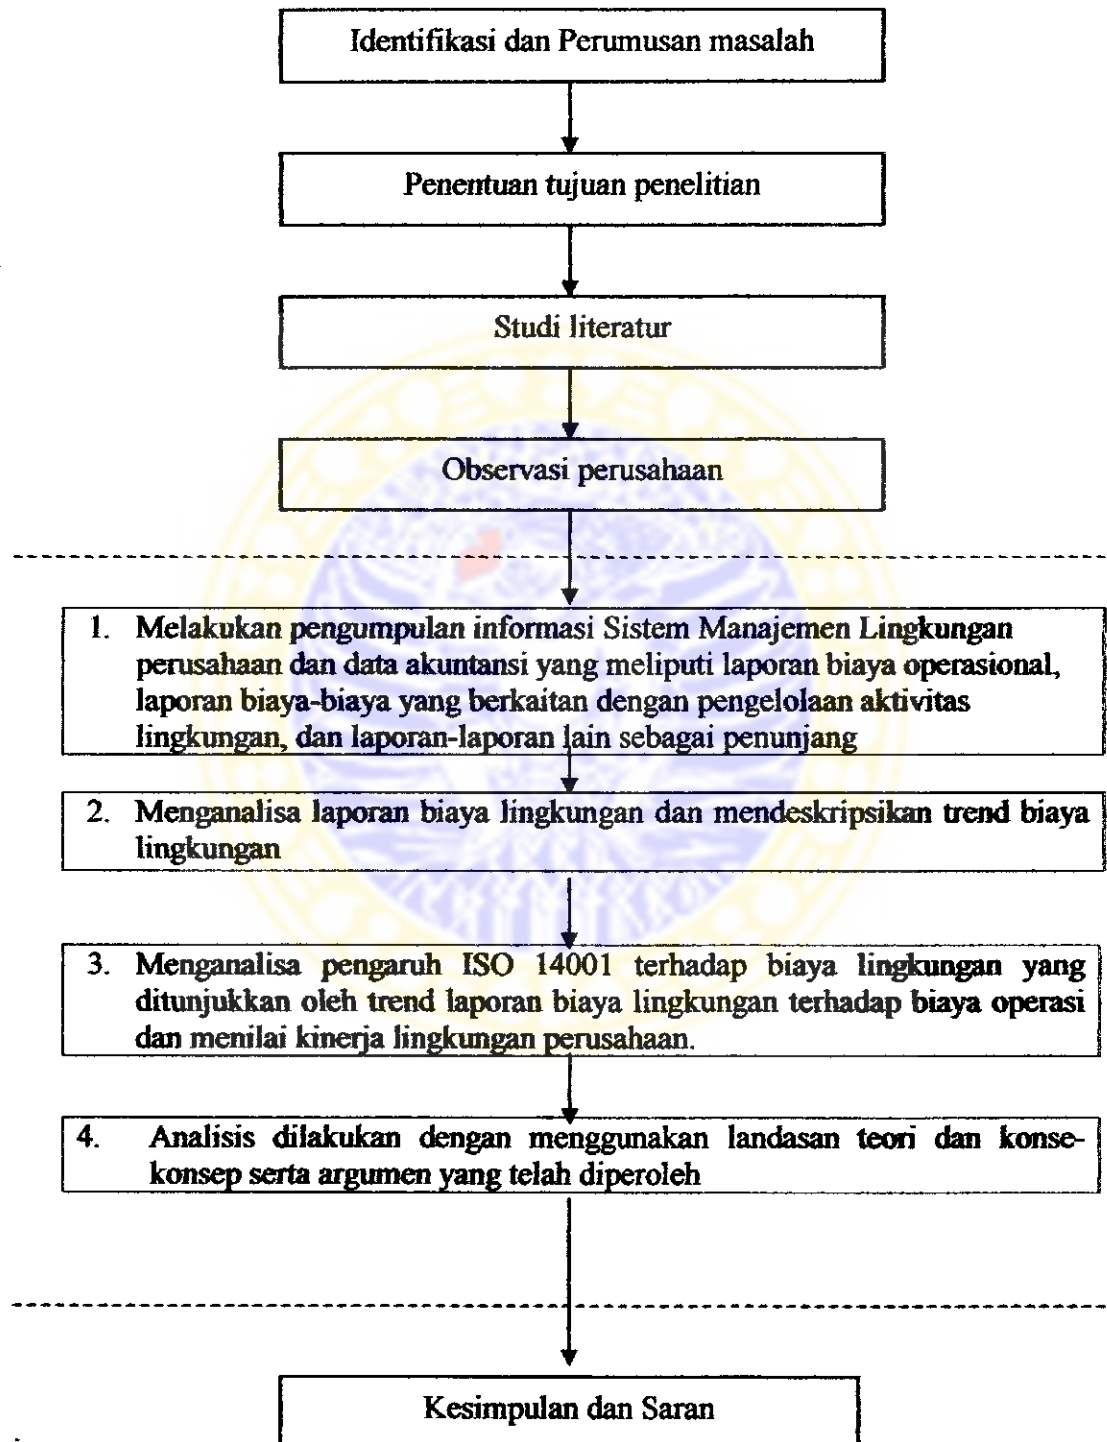 Identifikasi dan Perumusan masalah
Penentuan tujuan penelitian
Studi literatur
Observasi perusahaan
1. Melakukan pengumpulan informasi Sistem Manajemen Lingkungan
perusahaan dan data akuntansi yang meliputi laporan biaya operasional,
laporan biaya-biaya yang berkaitan dengan pengelolaan aktivitas
lingkungan, dan laporan-laporan lain sebagai penunjang
2. Menganalisa laporan biaya lingkungan dan mendeskripsikan trend biaya
lingkungan
3. Menganalisa pengaruh ISO 14001 terhadap biaya lingkungan yang
ditunjukkan oleh trend laporan biaya lingkungan terhadap biaya operasi
dan menilai kinerja lingkungan perusahaan.
4. Analisis dilakukan dengan menggunakan landasan teori dan konse-
konsep serta argumen yang telah diperoleh
Kesimpulan dan Saran